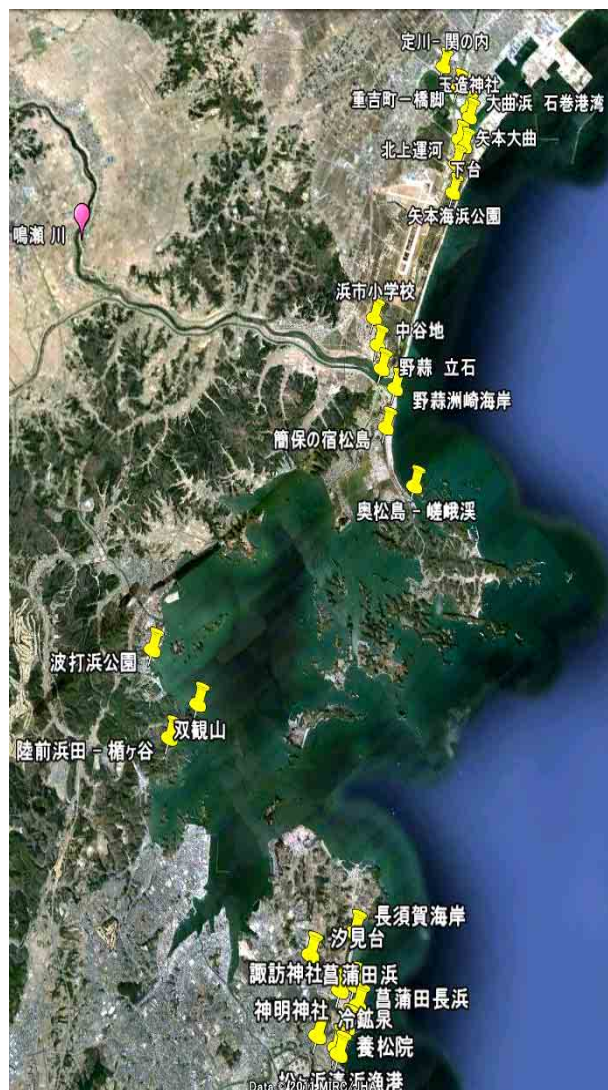 定川-関の内
玉造神社
重吉町-橋脚
大曲浜 石巻港湾
矢本大曲
北上運河
下台
矢本海浜公園
鳴瀬 川
浜市小学校
中谷地
野蒜 立石
野蒜洲崎海岸
簡保の宿松島
奥松島-嵯峨渓
波打浜公園
双観山
陸前浜田-楯ヶ谷
長須賀海岸
汐見台
諏訪神社
菖蒲田浜
菖蒲田長浜
神明神社
冷鉱泉
養松院